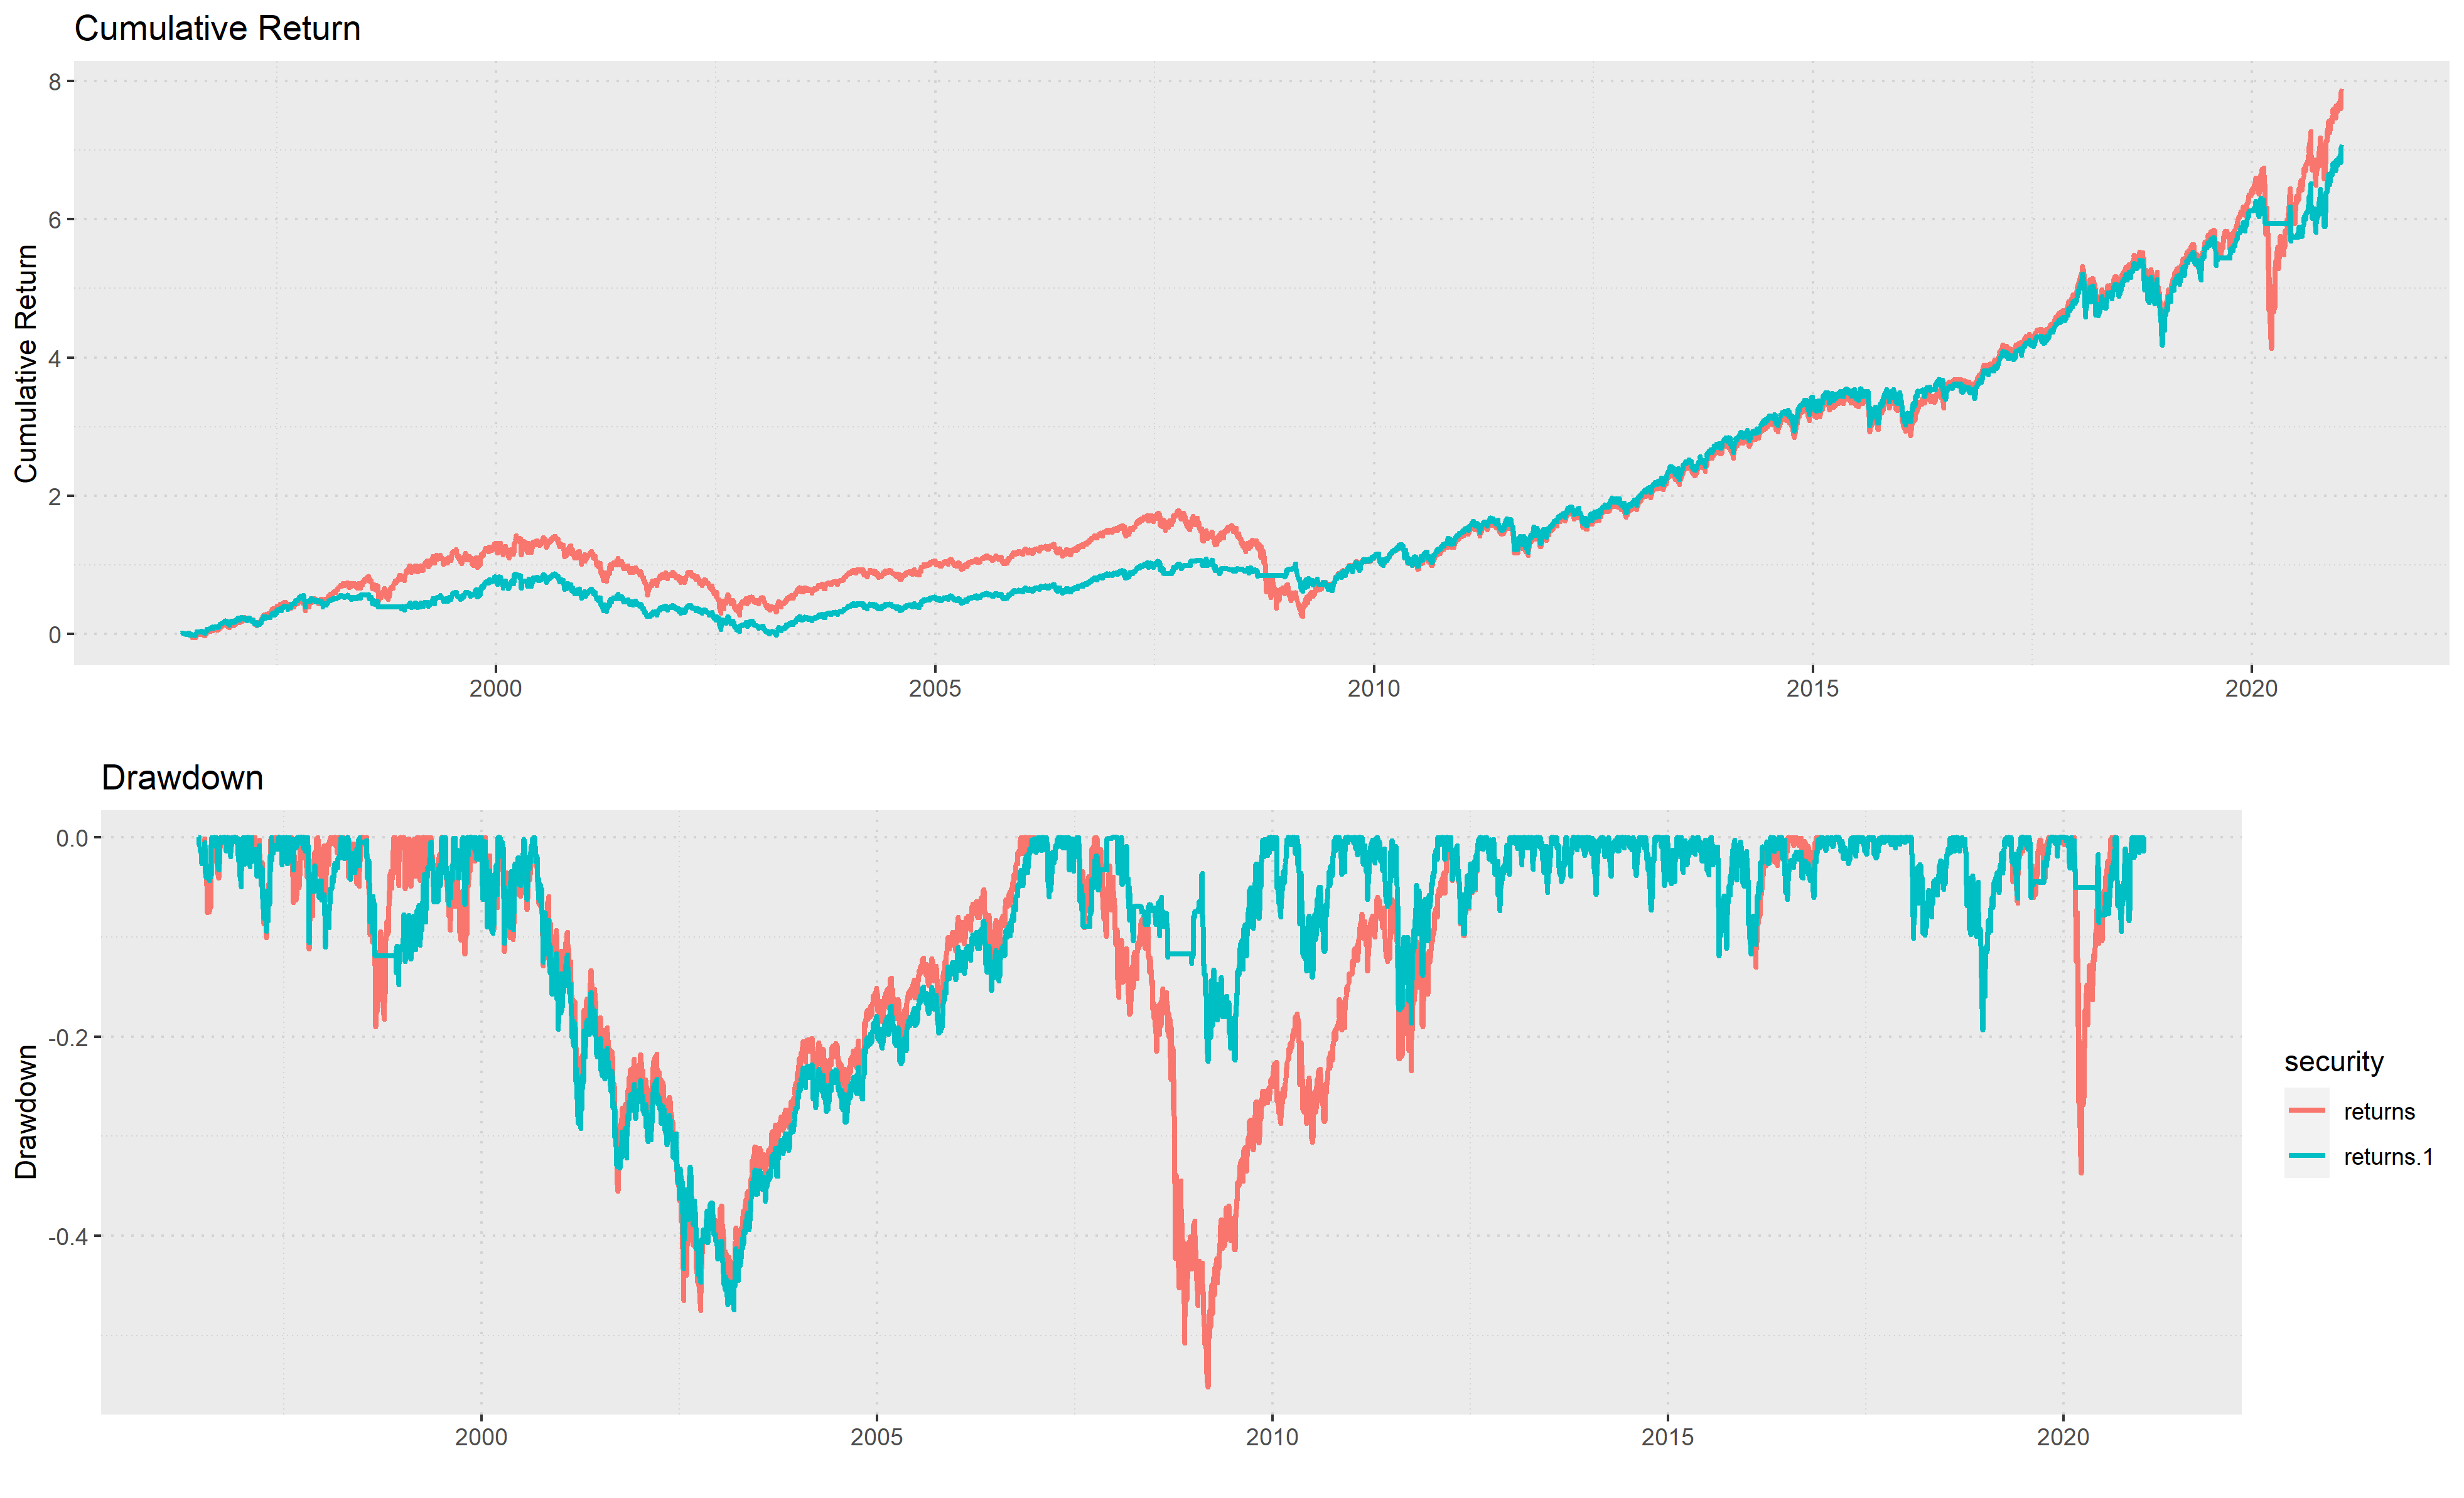 Cumulative Return
Cumulative Return
8
6
4
2
0
2000 2005 2010 2015 2020
Drawdown
Drawdown
0.0
-0.2
-0.4
2000 2005 2010 2015 2020
security
returns
returns.1